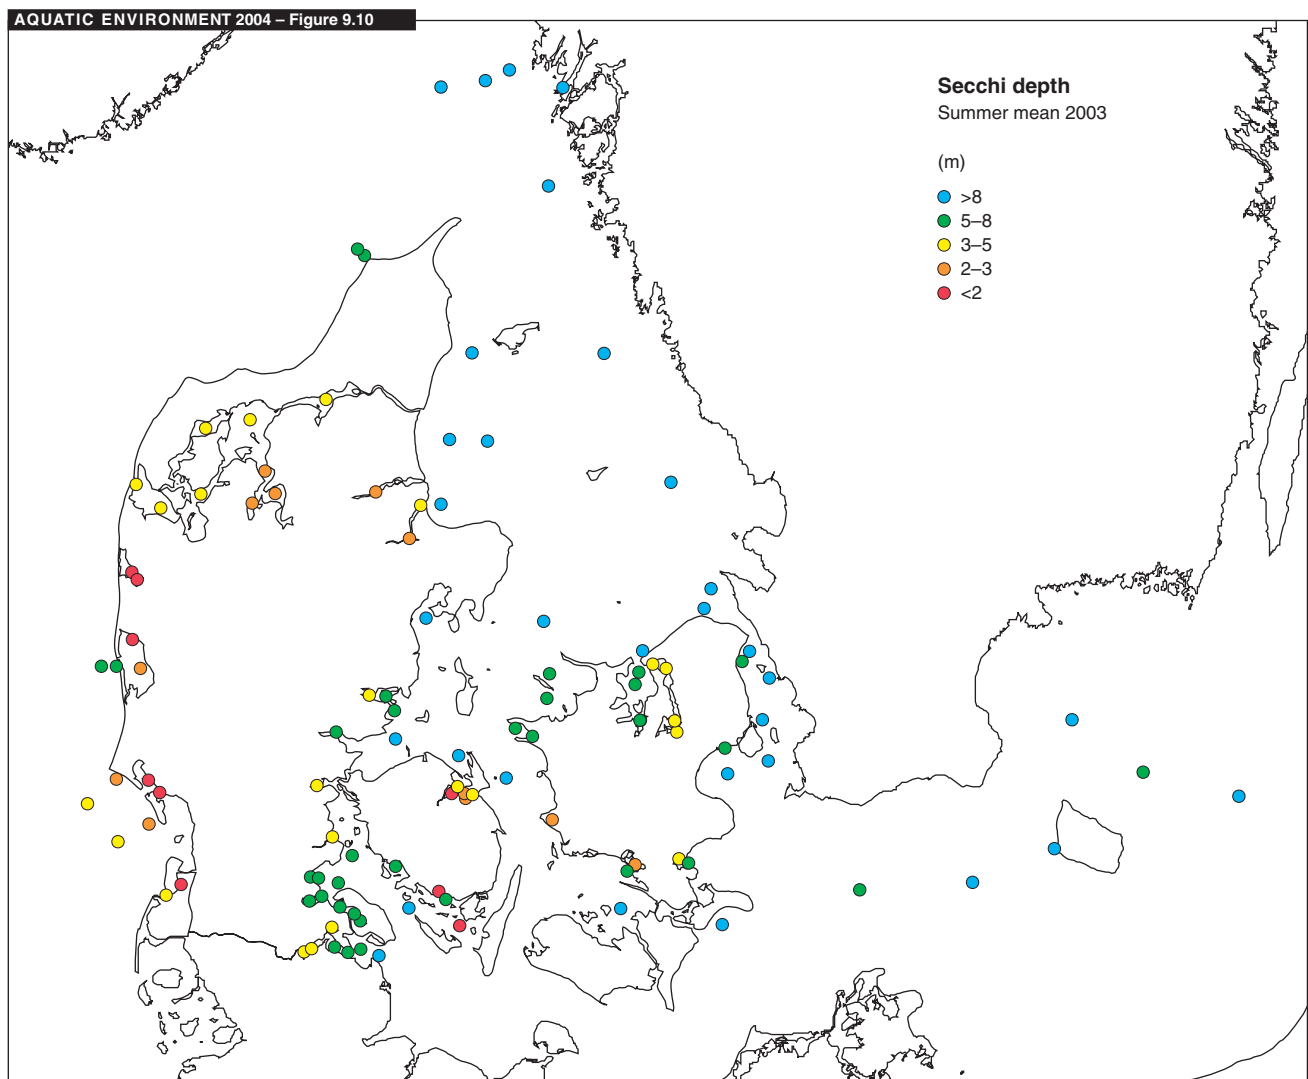 AQUATIC ENVIRONMENT 2004 – Figure 9.10
Secchi depth
Summer mean 2003
(m)
>8
5–8
3–5
2–3
<2